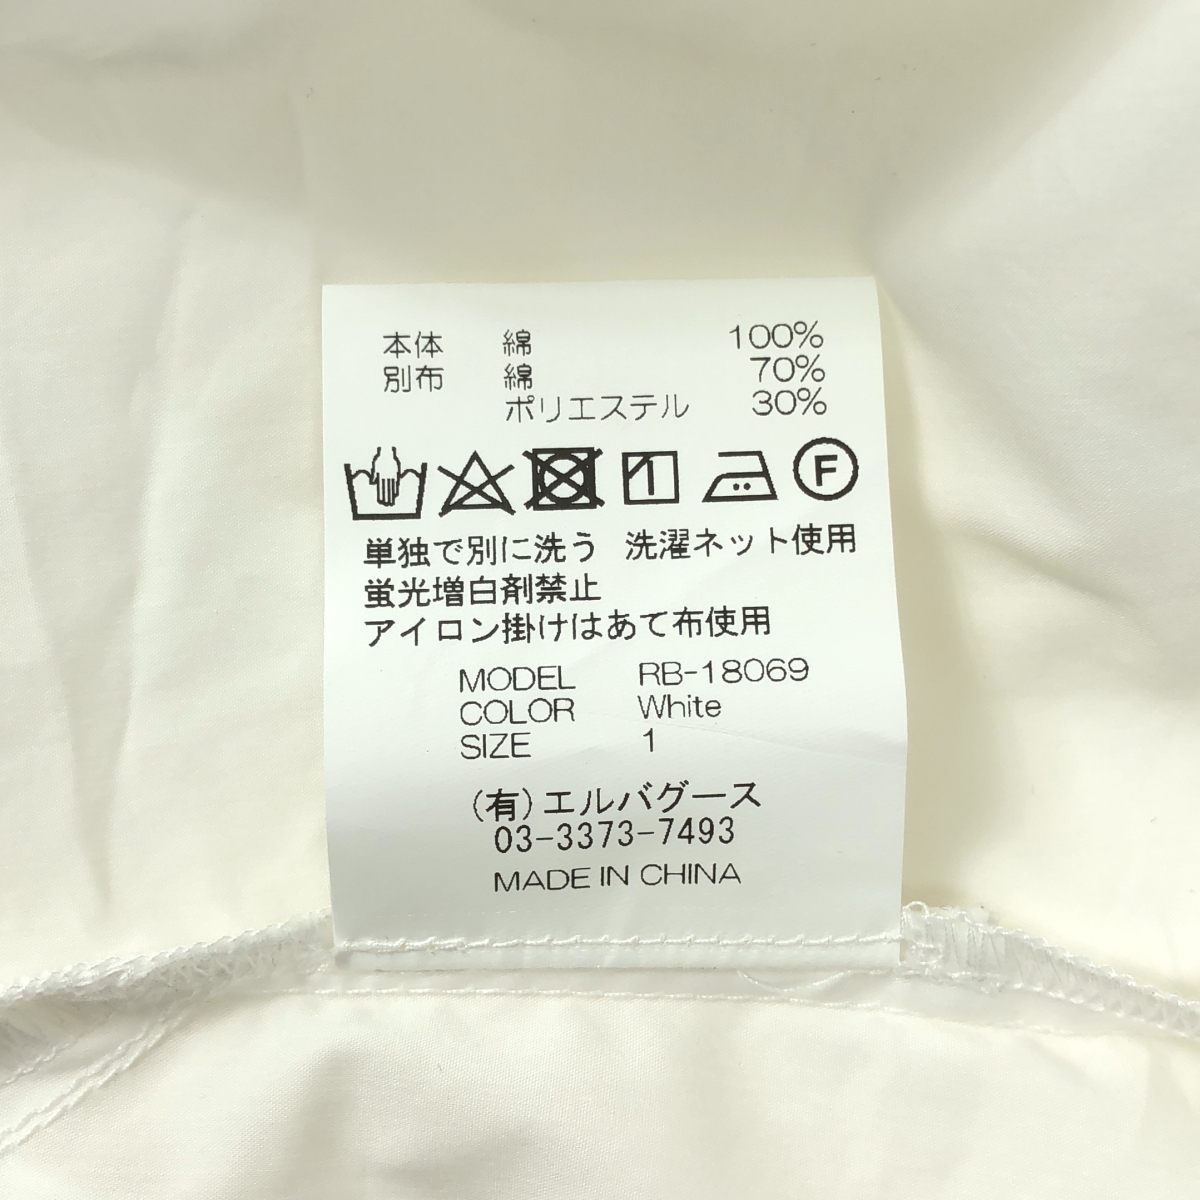 本体 綿 100%
別布 綿 70%
ポリエステル 30%
F
単独で別に洗う 洗濯ネット使用
蛍光増白剤禁止
アイロン掛けはあて布使用
MODEL RB-18069
COLOR White
SIZE 1
(有)エルバグース
03-3373-7493
MADE IN CHINA